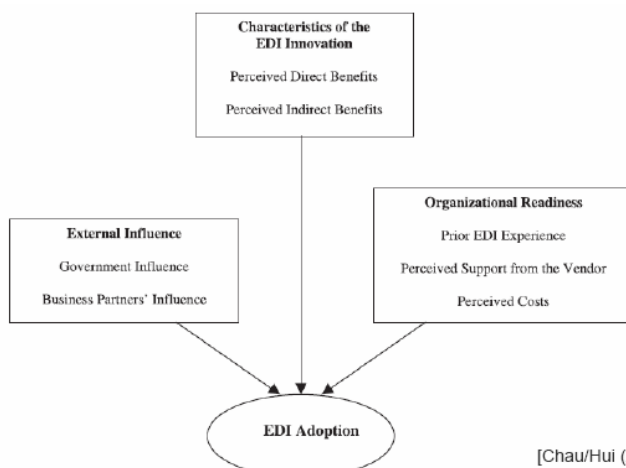 Characteristics of the
EDI Innovation
Perceived Direct Benefits
Perceived Indirect Benefits
External Influence
Government Influence
Business Partners' Influence
Organizational Readiness
Prior EDI Experience
Perceived Support from the Vendor
Perceived Costs
EDI Adoption
[Chau/Hui (